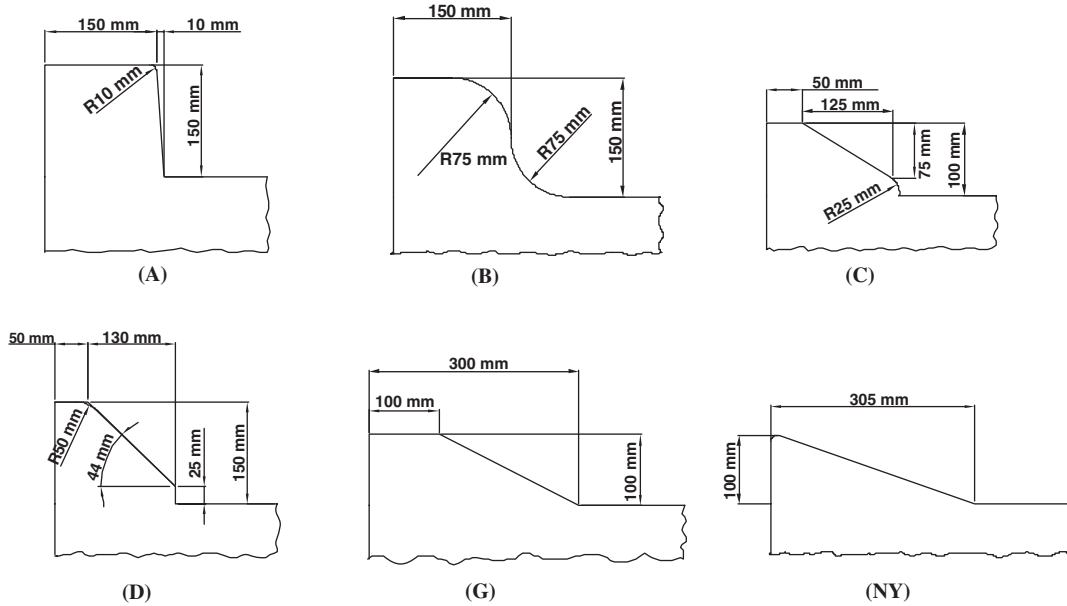 150 mm 10 mm
R10 mm
150 mm
(A)
150 mm
R75 mm
R75 mm
150 mm
(B)
50 mm
125 mm
75 mm
100 mm
R25 mm
(C)
50 mm 130 mm
R50 mm
44 mm
25 mm
150 mm
(D)
300 mm
100 mm
100 mm
(G)
305 mm
100 mm
(NY)